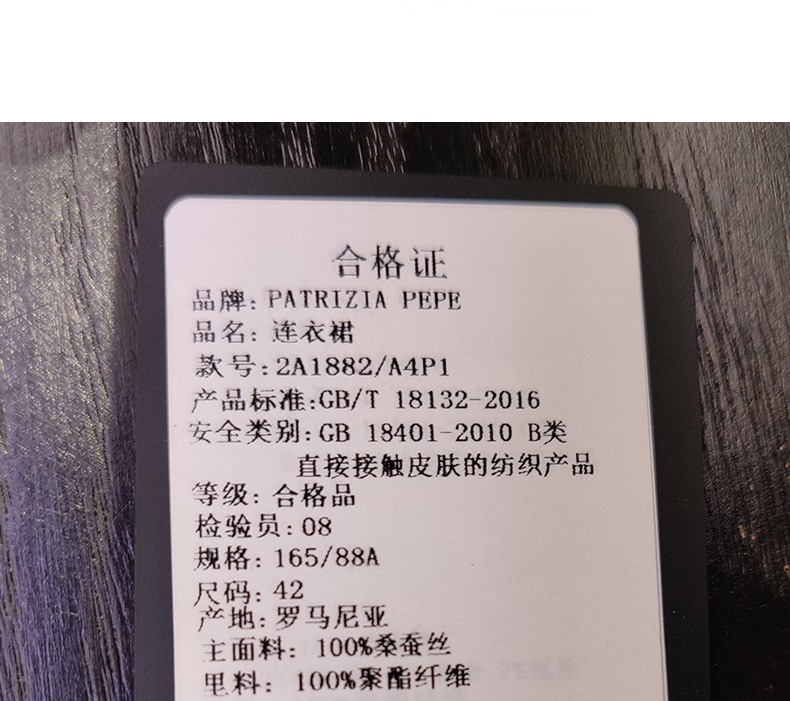 合格证
品牌: PATRIZIA PEPE
品名: 连衣裙
款号:2A1882/A4P1
产品标准:GB/T 18132-2016
安全类别:GB 18401-2010 B类
直接接触皮肤的纺织产品
等级: 合格品
检验员: 08
规格: 165/88A
尺码: 42
产地: 罗马尼亚
主面料: 100%桑蚕丝
里料: 100%聚酯纤维